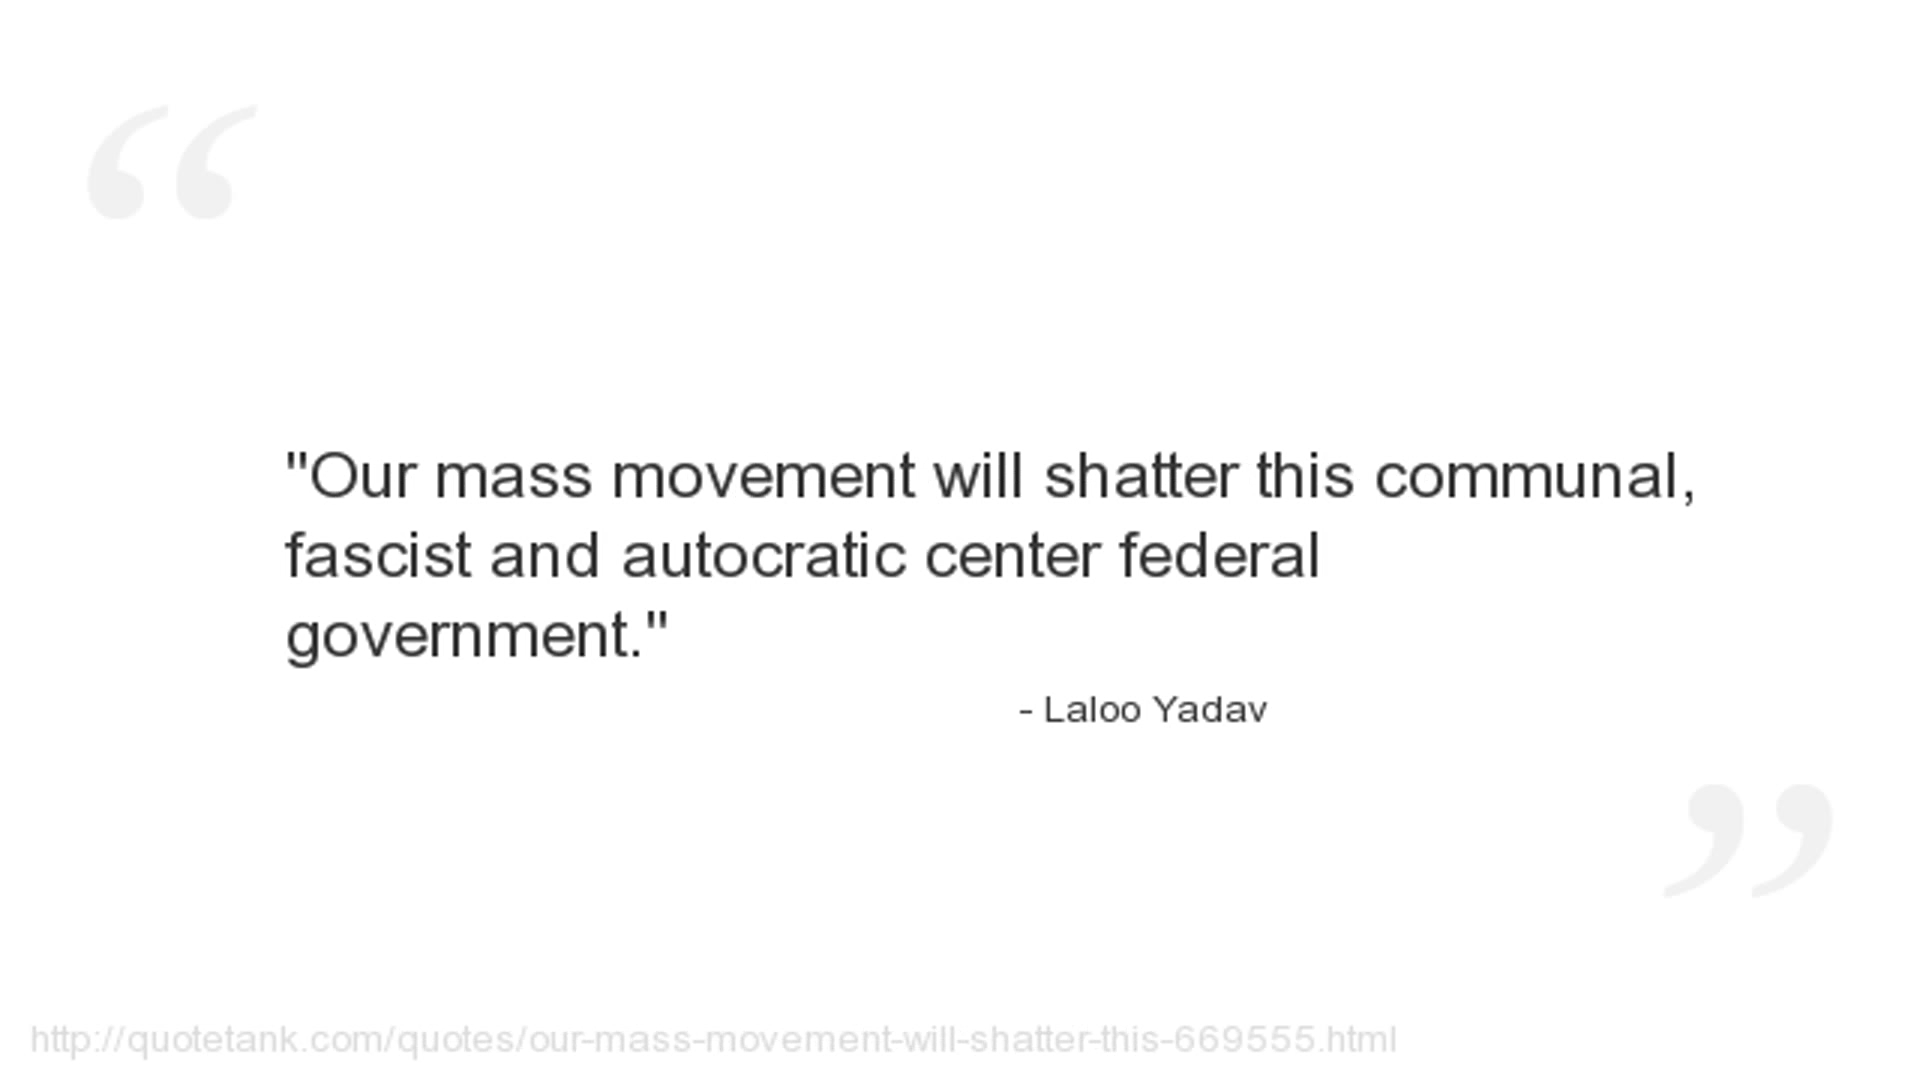 "Our mass movement will shatter this communal,
fascist and autocratic center federal
government."
- Laloo Yadav
http://quotetank.com/quotes/our-mass-movement-will-shatter-this-669555.html